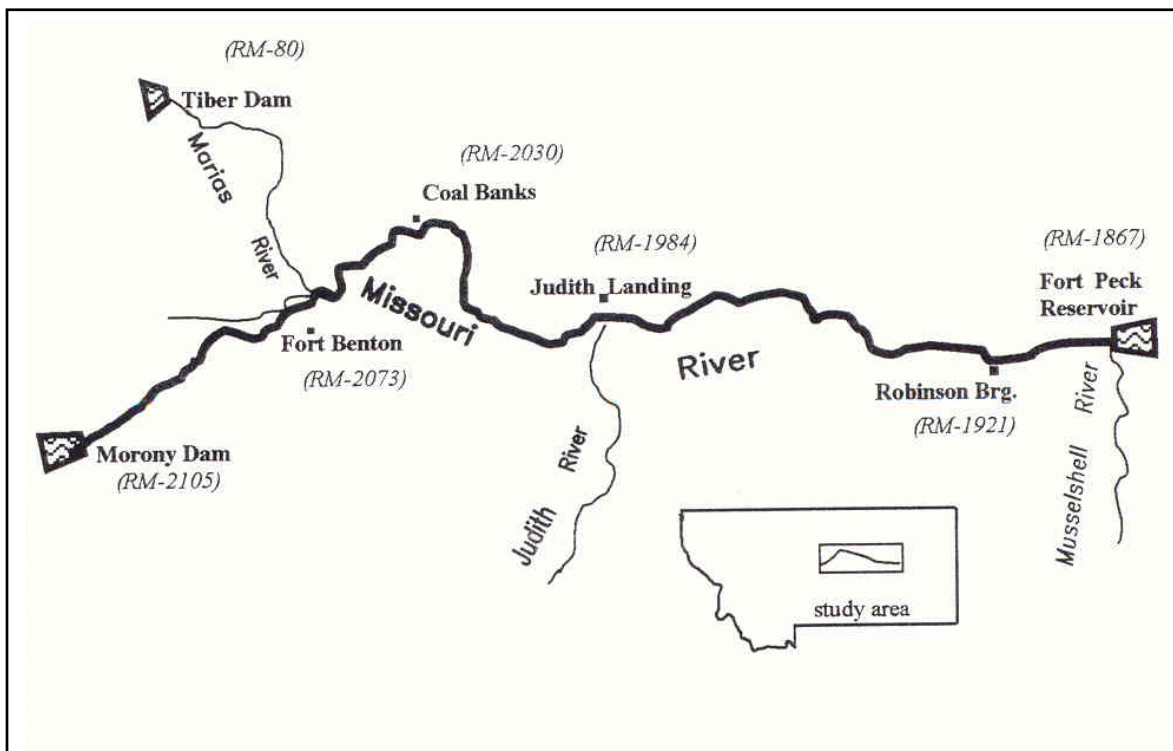 (RM-80)
Tiber Dam
Marias
River
(RM-2030)
Coal Banks
(RM-1984)
Judith Landing
(RM-1867)
Fort Peck
Reservoir
Missouri
River
Fort Benton
(RM-2073)
Robinson Brg.
(RM-1921)
Morony Dam
(RM-2105)
Judith
River
Musselshell
River
study area